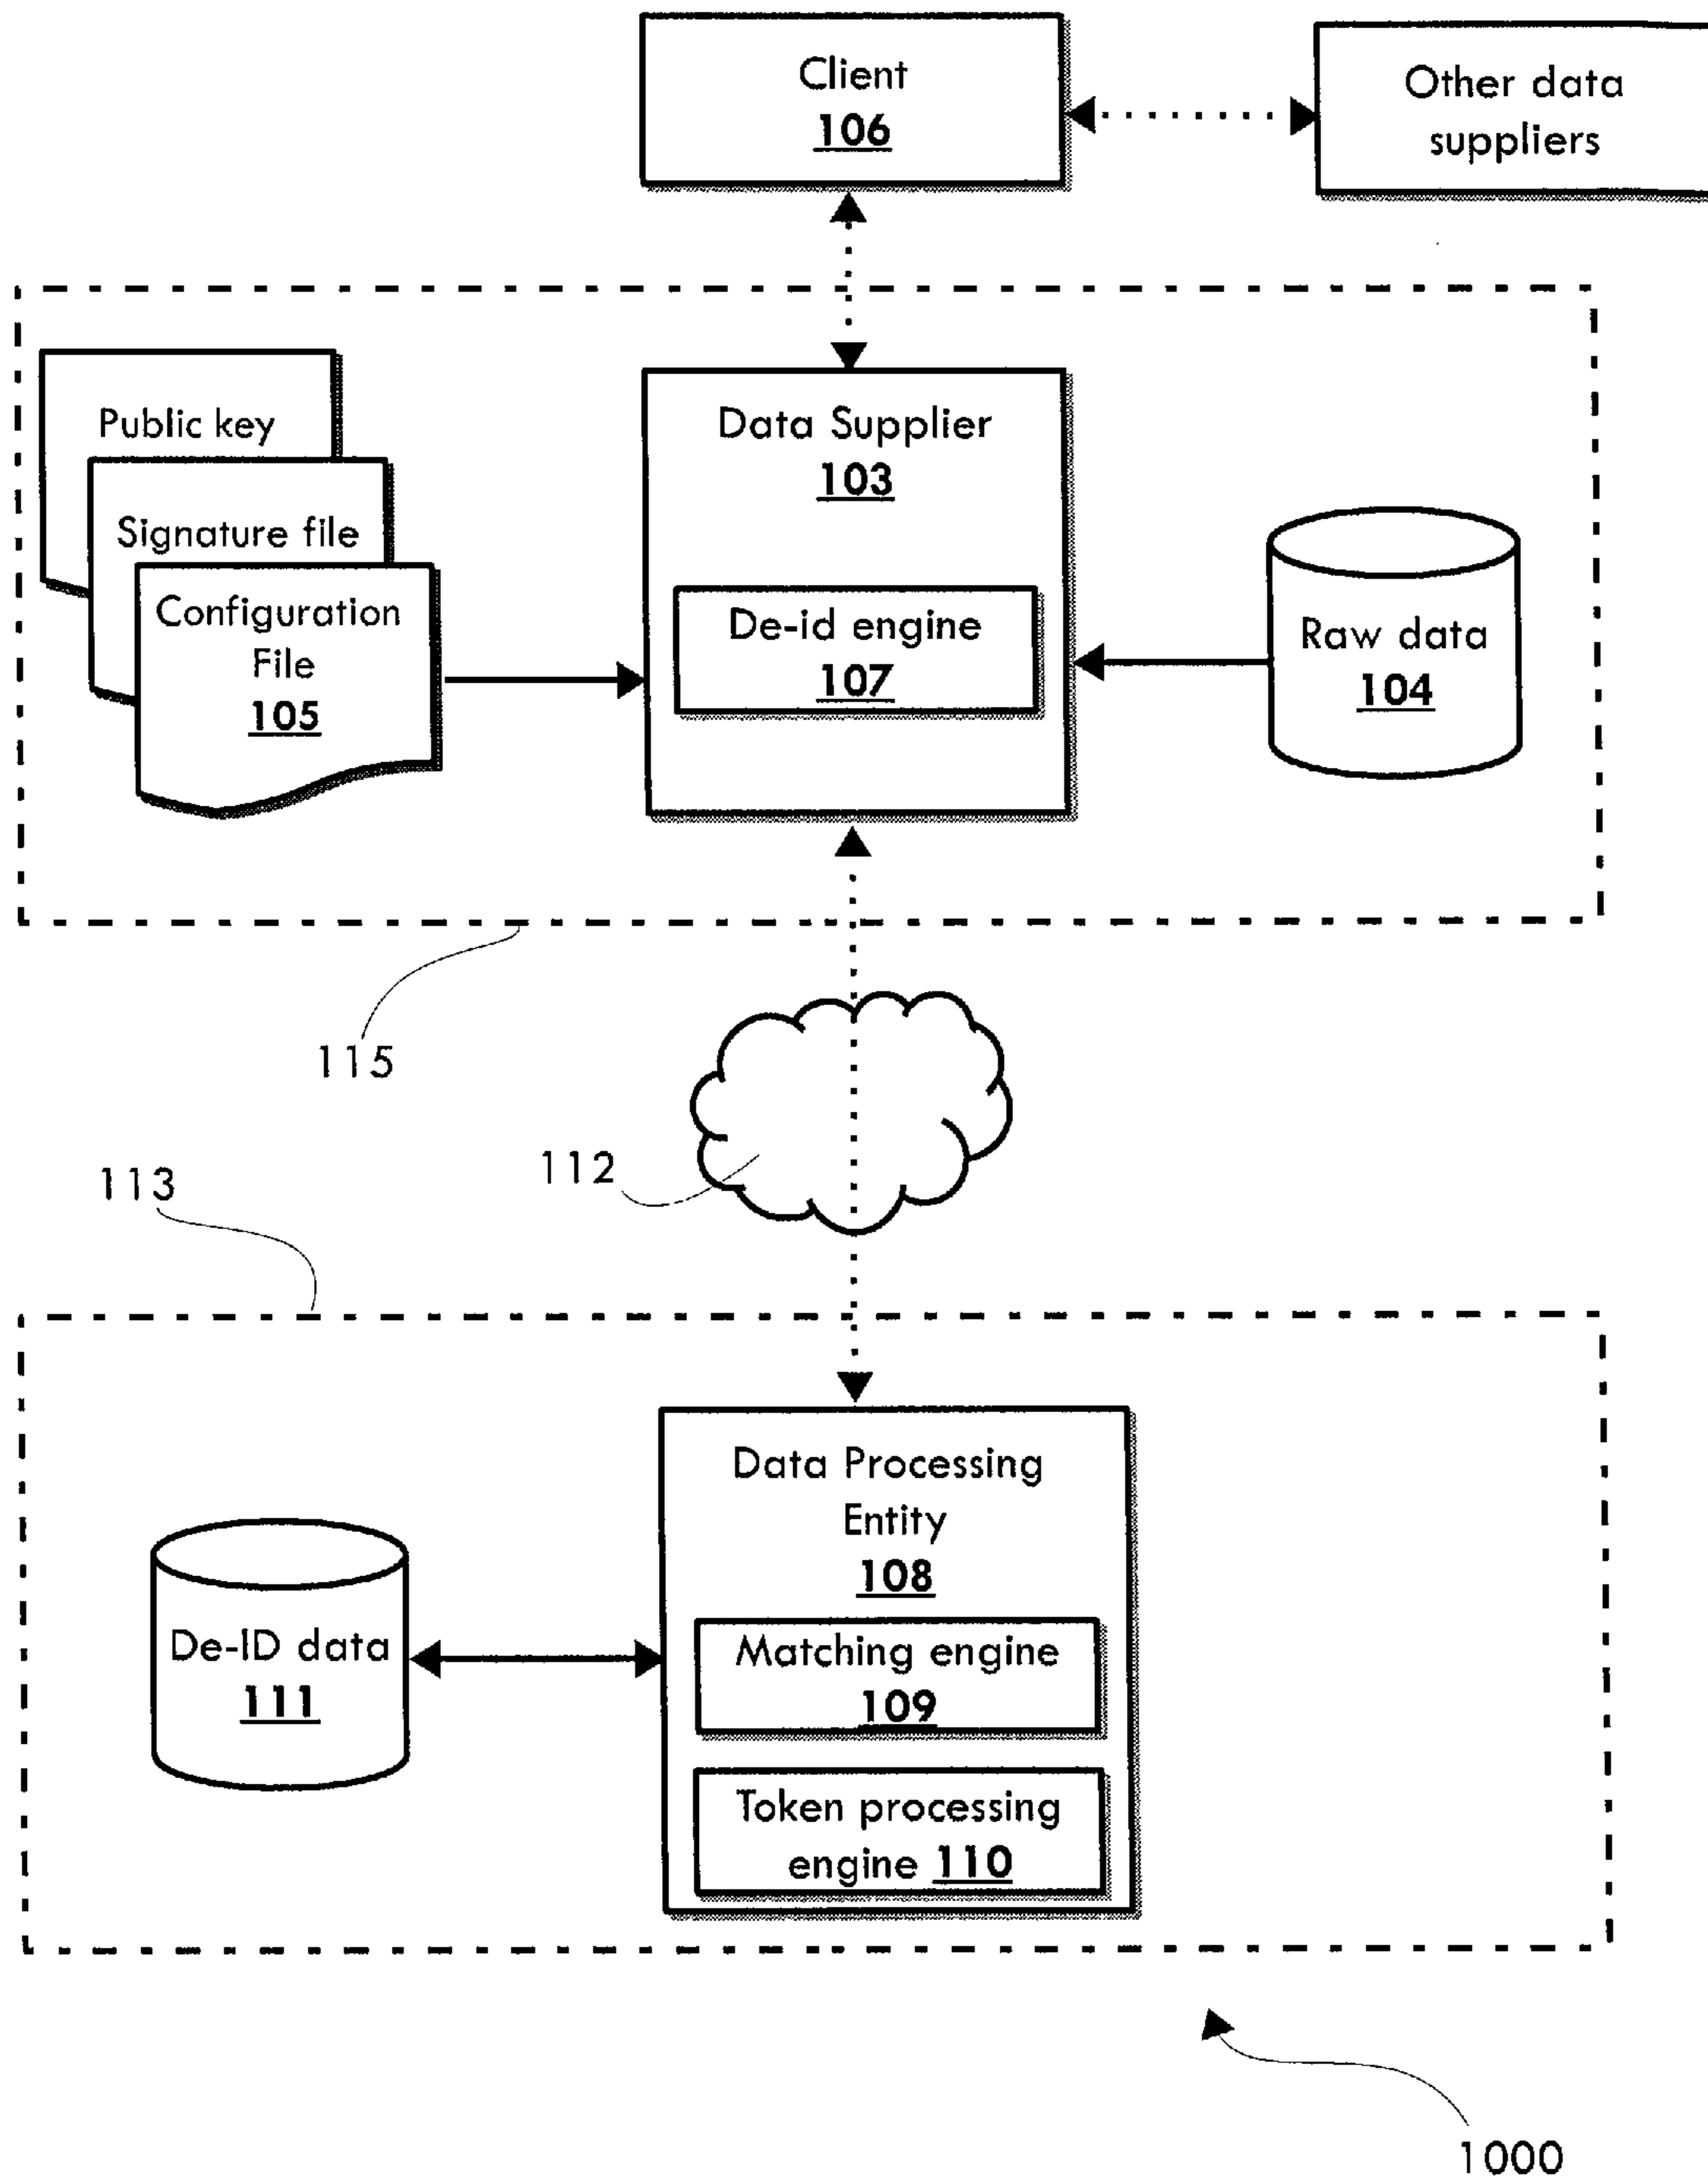 Client
106
Other data
suppliers
Public key
Signature file
Configuration
File
105
Data Supplier
103
De-id engine
107
Raw data
104
115
112
113
De-ID data
111
Data Processing
Entity
108
Matching engine
109
Token processing
engine 110
1000